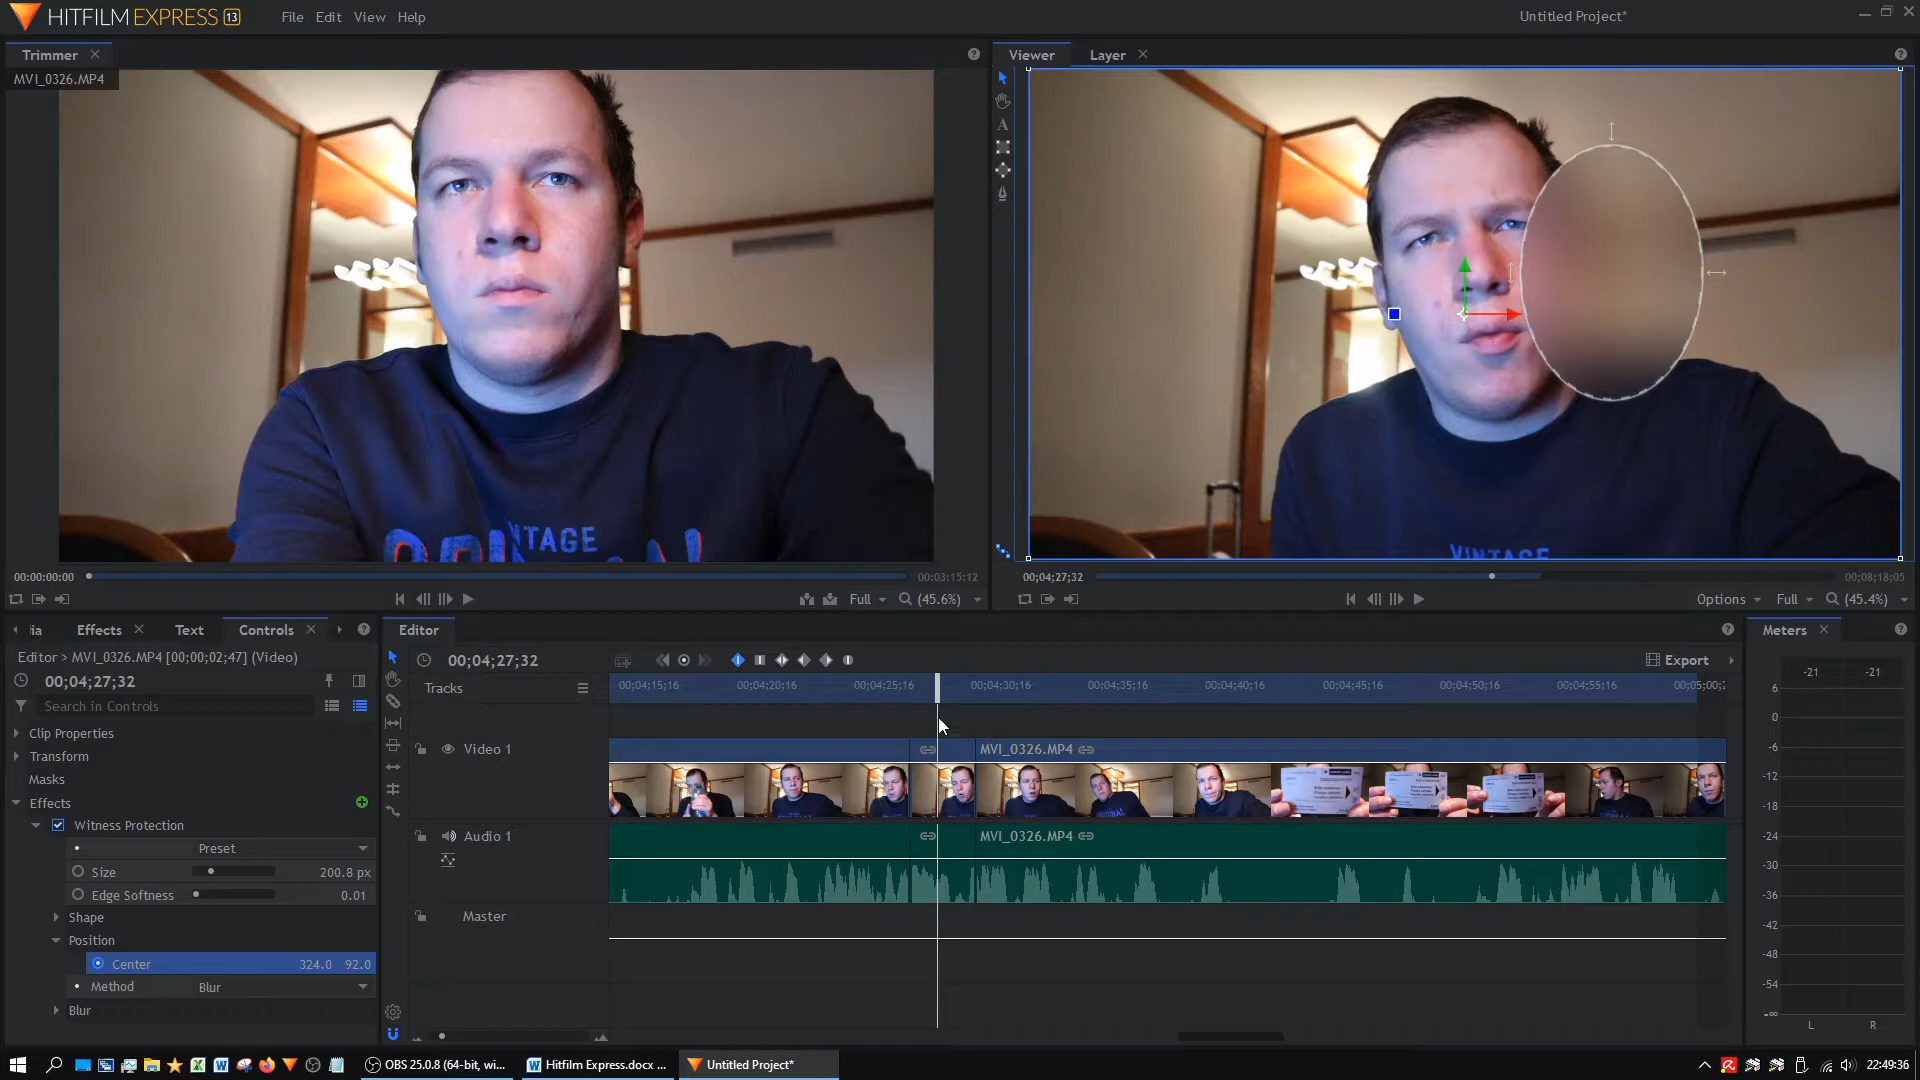 HITFILM EXPRESS 13
File Edit View Help
Untitled Project*
Trimmer
MVI_0326.MP4
Viewer Layer
VINTAGE
NTAGE
00:00:00:00
00:03:15:12
Full (45.6%)
00;04;27;32
00;08;18;05
Options Full (45.4%)
ia Effects Text Controls
Editor > MVI_0326.MP4 [00;00;02;47] (Video)
00;04;27;32
Search in Controls
Clip Properties
Transform
Masks
Effects
Witness Protection
Preset
Size 200.8 px
Edge Softness 0.01
Shape
Position
Center 324.0 92.0
Method Blur
Blur
Editor
00;04;27;32
Export
Tracks
00;04;15;16 00;04;20;16 00;04;25;16 00;04;30;16 00;04;35;16 00;04;40;16 00;04;45;16 00;04;50;16 00;04;55;16 00;05;00;2
Video 1
MVI_0326.MP4
Audio 1
MVI_0326.MP4
Master
Meters
-21 -21
6
0
-6
-12
-18
-24
-30
-36
-42
-48
-54
-∞
L R
OBS 25.0.8 (64-bit, wi...
Hitfilm Express.docx ...
Untitled Project*
22:49:36